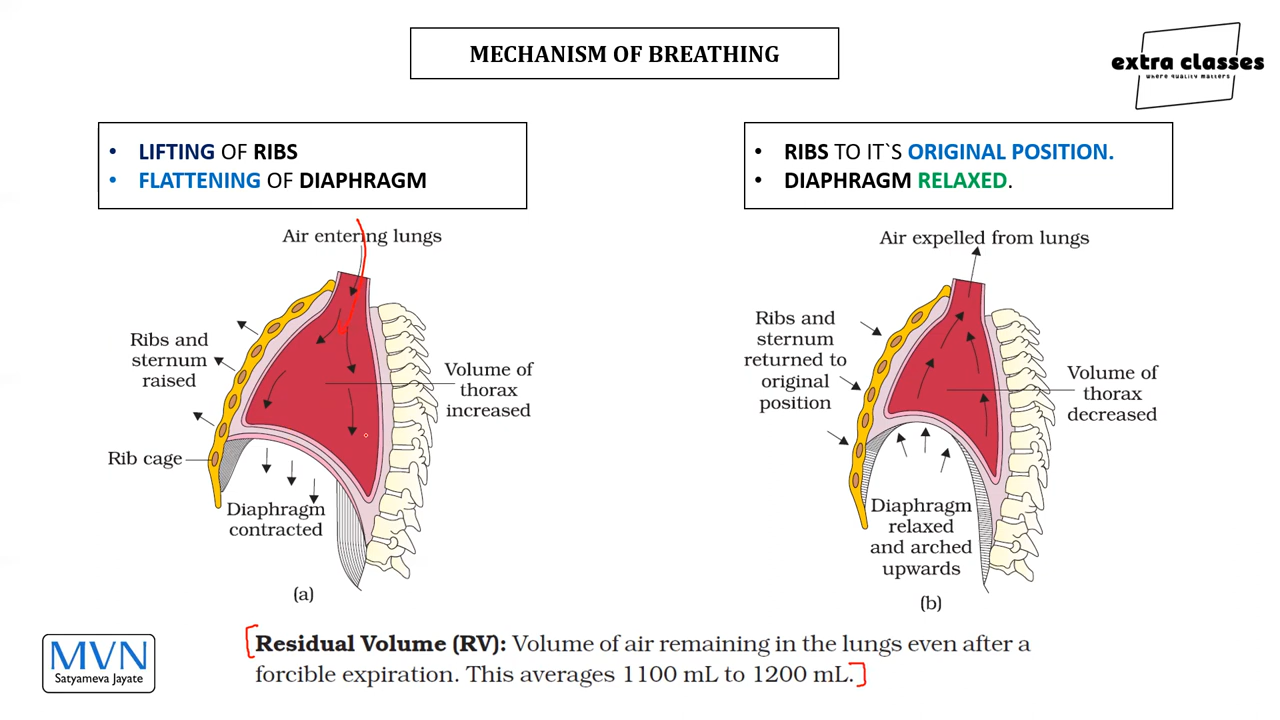 MECHANISM OF BREATHING
extra classes
where quality matters
• LIFTING OF RIBS
• FLATTENING OF DIAPHRAGM
• RIBS TO IT`S ORIGINAL POSITION.
• DIAPHRAGM RELAXED.
Air entering lungs
Ribs and
sternum
raised
Volume of
thorax
increased
Rib cage
Diaphragm
contracted
(a)
Air expelled from lungs
Ribs and
sternum
returned to
original
position
Volume of
thorax
decreased
Diaphragm
relaxed
and arched
upwards
(b)
MVN
Satyameva Jayate
Residual Volume (RV): Volume of air remaining in the lungs even after a
forcible expiration. This averages 1100 mL to 1200 mL.